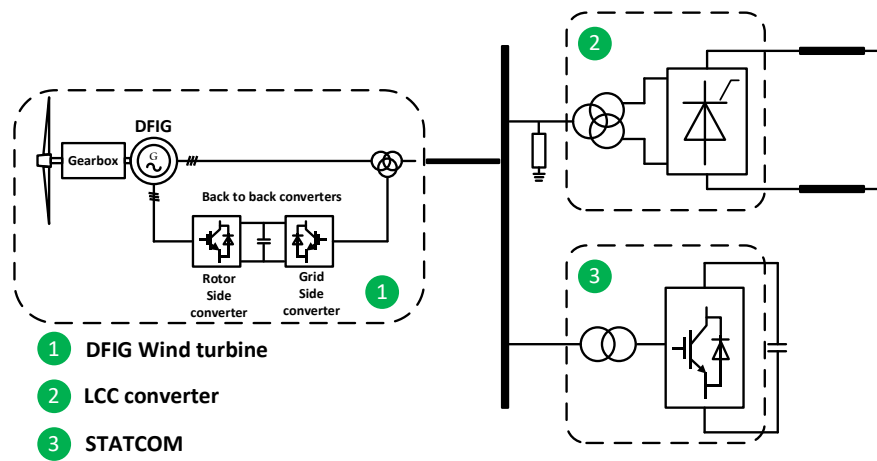 DFIG
Gearbox
G
Back to back converters
Rotor
Side
converter
Grid
Side
converter
1
2
3
1 DFIG Wind turbine
2 LCC converter
3 STATCOM